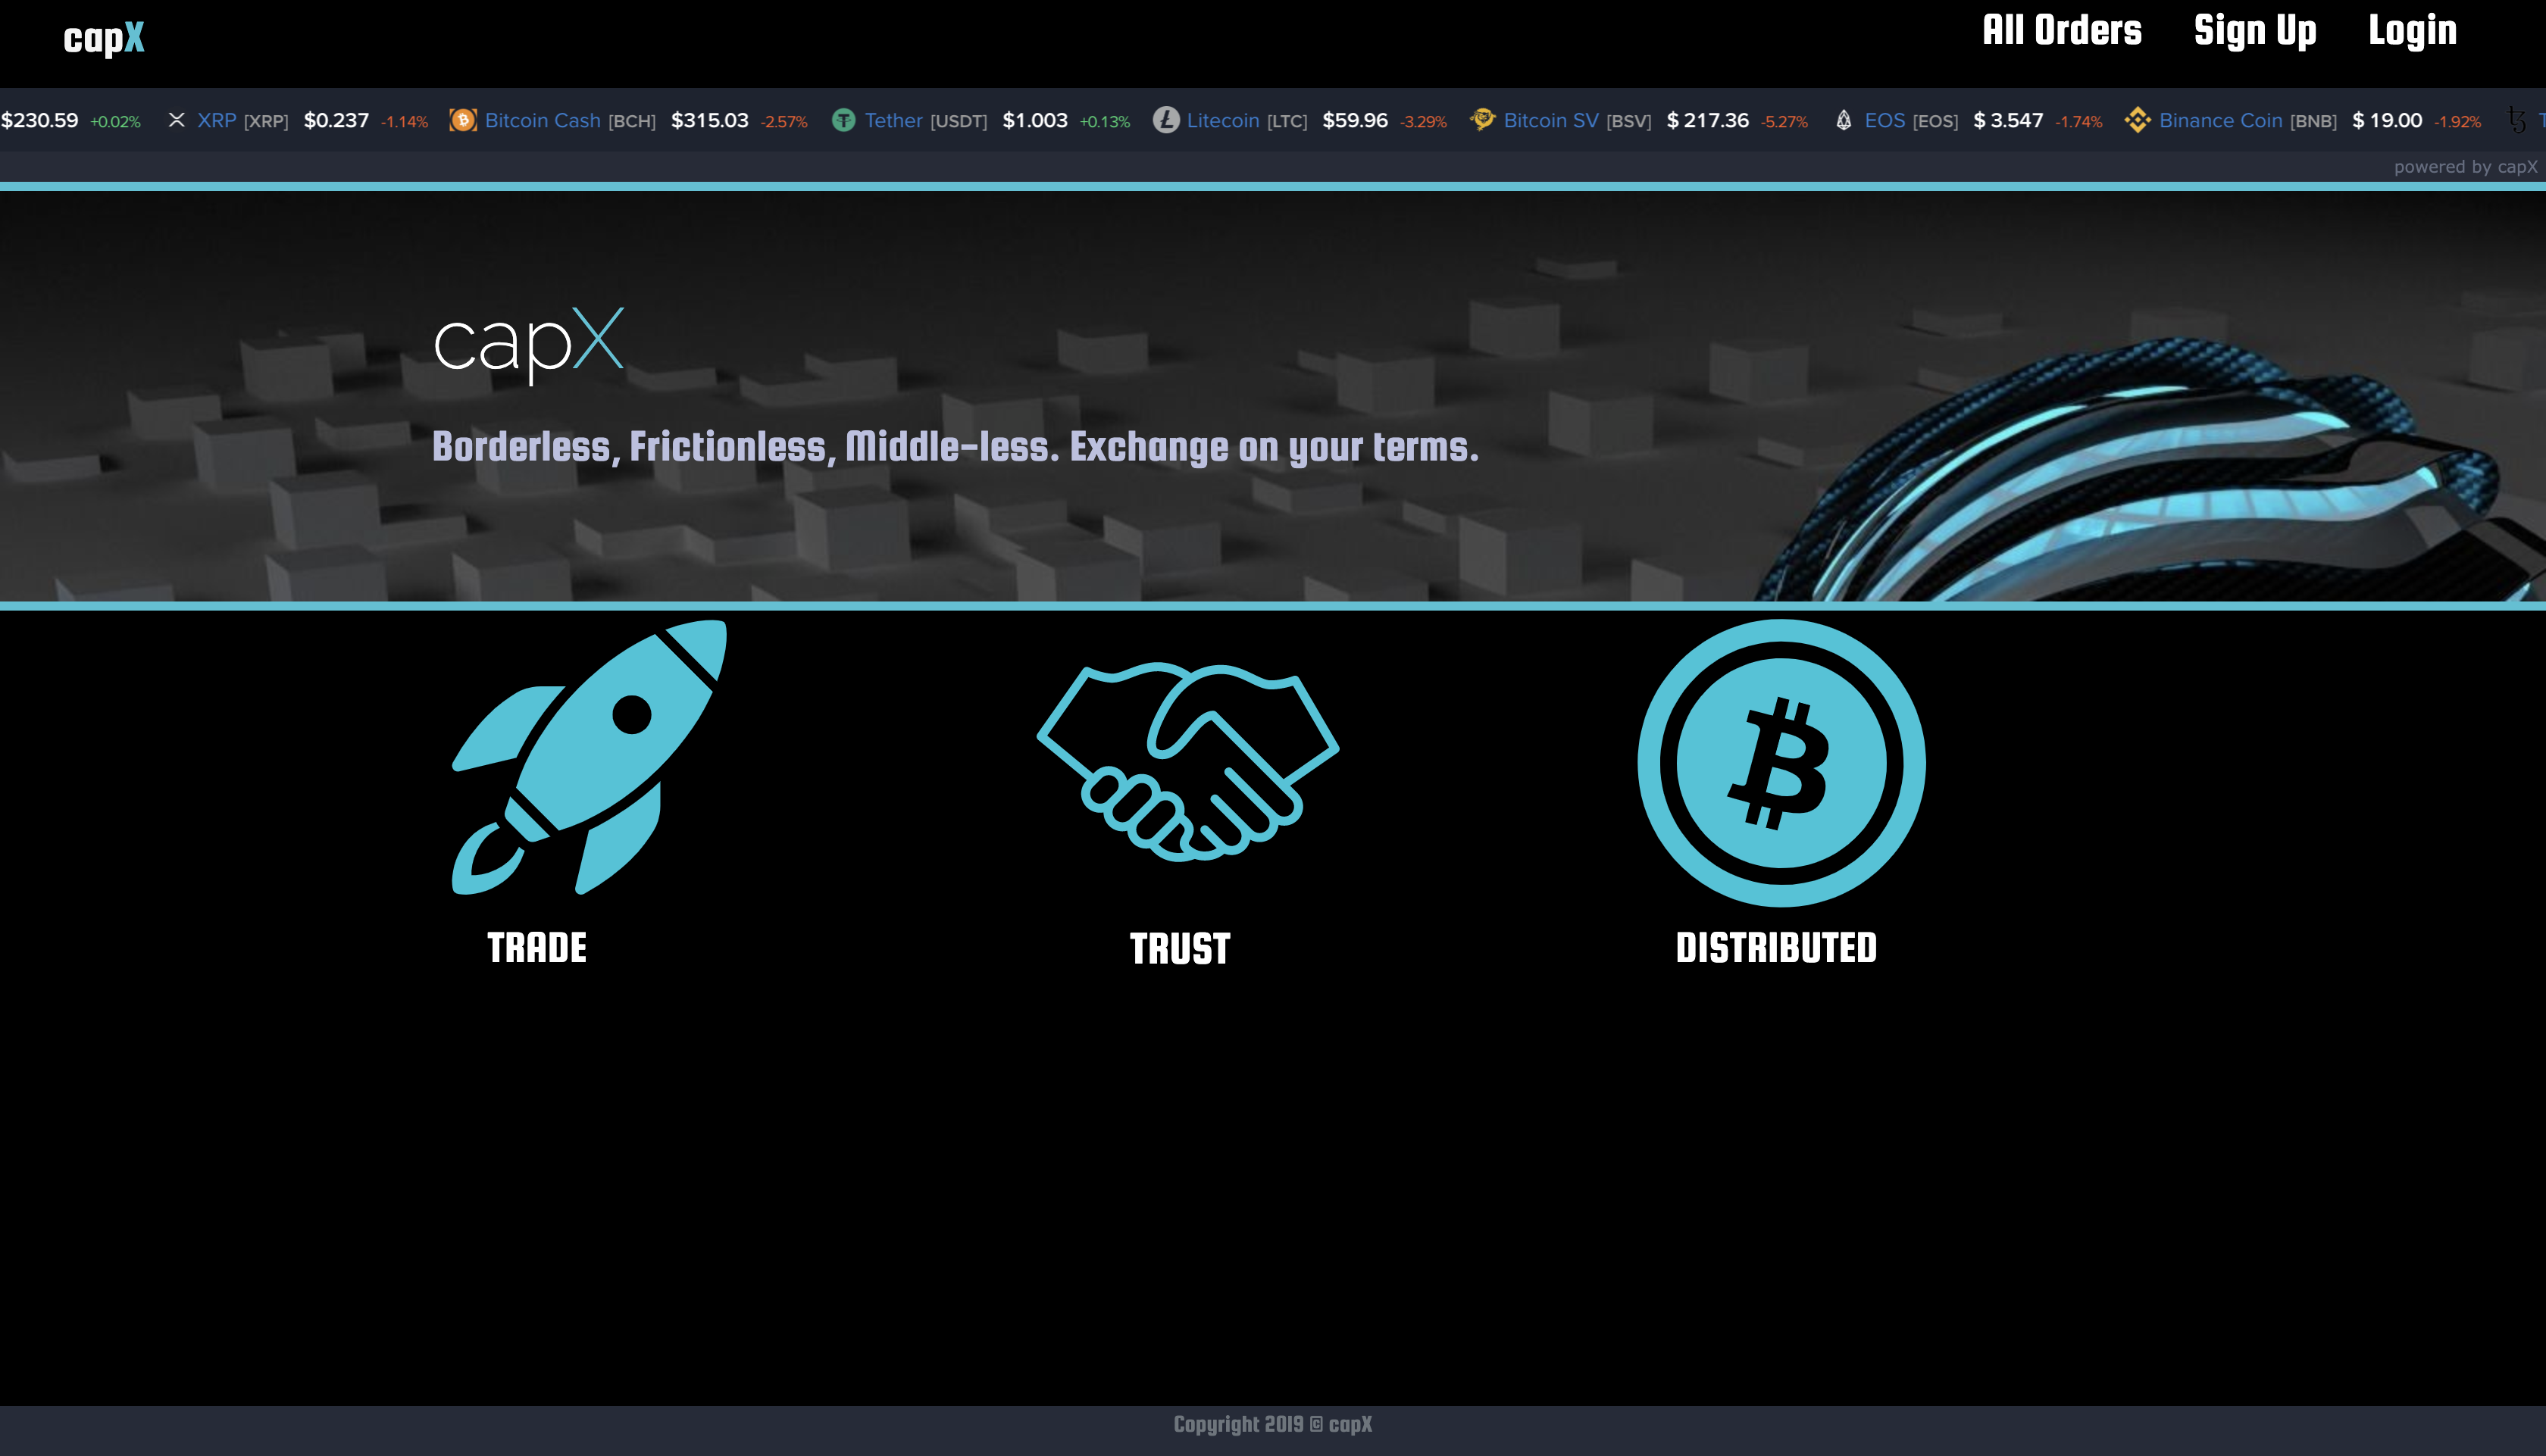 capX
All Orders Sign Up Login
$230.59 +0.02% XRP [XRP] $0.237 -1.14% Bitcoin Cash [BCH] $315.03 -2.57% Tether [USDT] $1.003 +0.13% Litecoin [LTC] $59.96 -3.29% Bitcoin SV [BSV] $ 217.36 -5.27% EOS [EOS] $ 3.547 -1.74% Binance Coin [BNB] $ 19.00 -1.92%
powered by capX
capX
Borderless, Frictionless, Middle-less. Exchange on your terms.
TRADE TRUST DISTRIBUTED
Copyright 2019 © capX